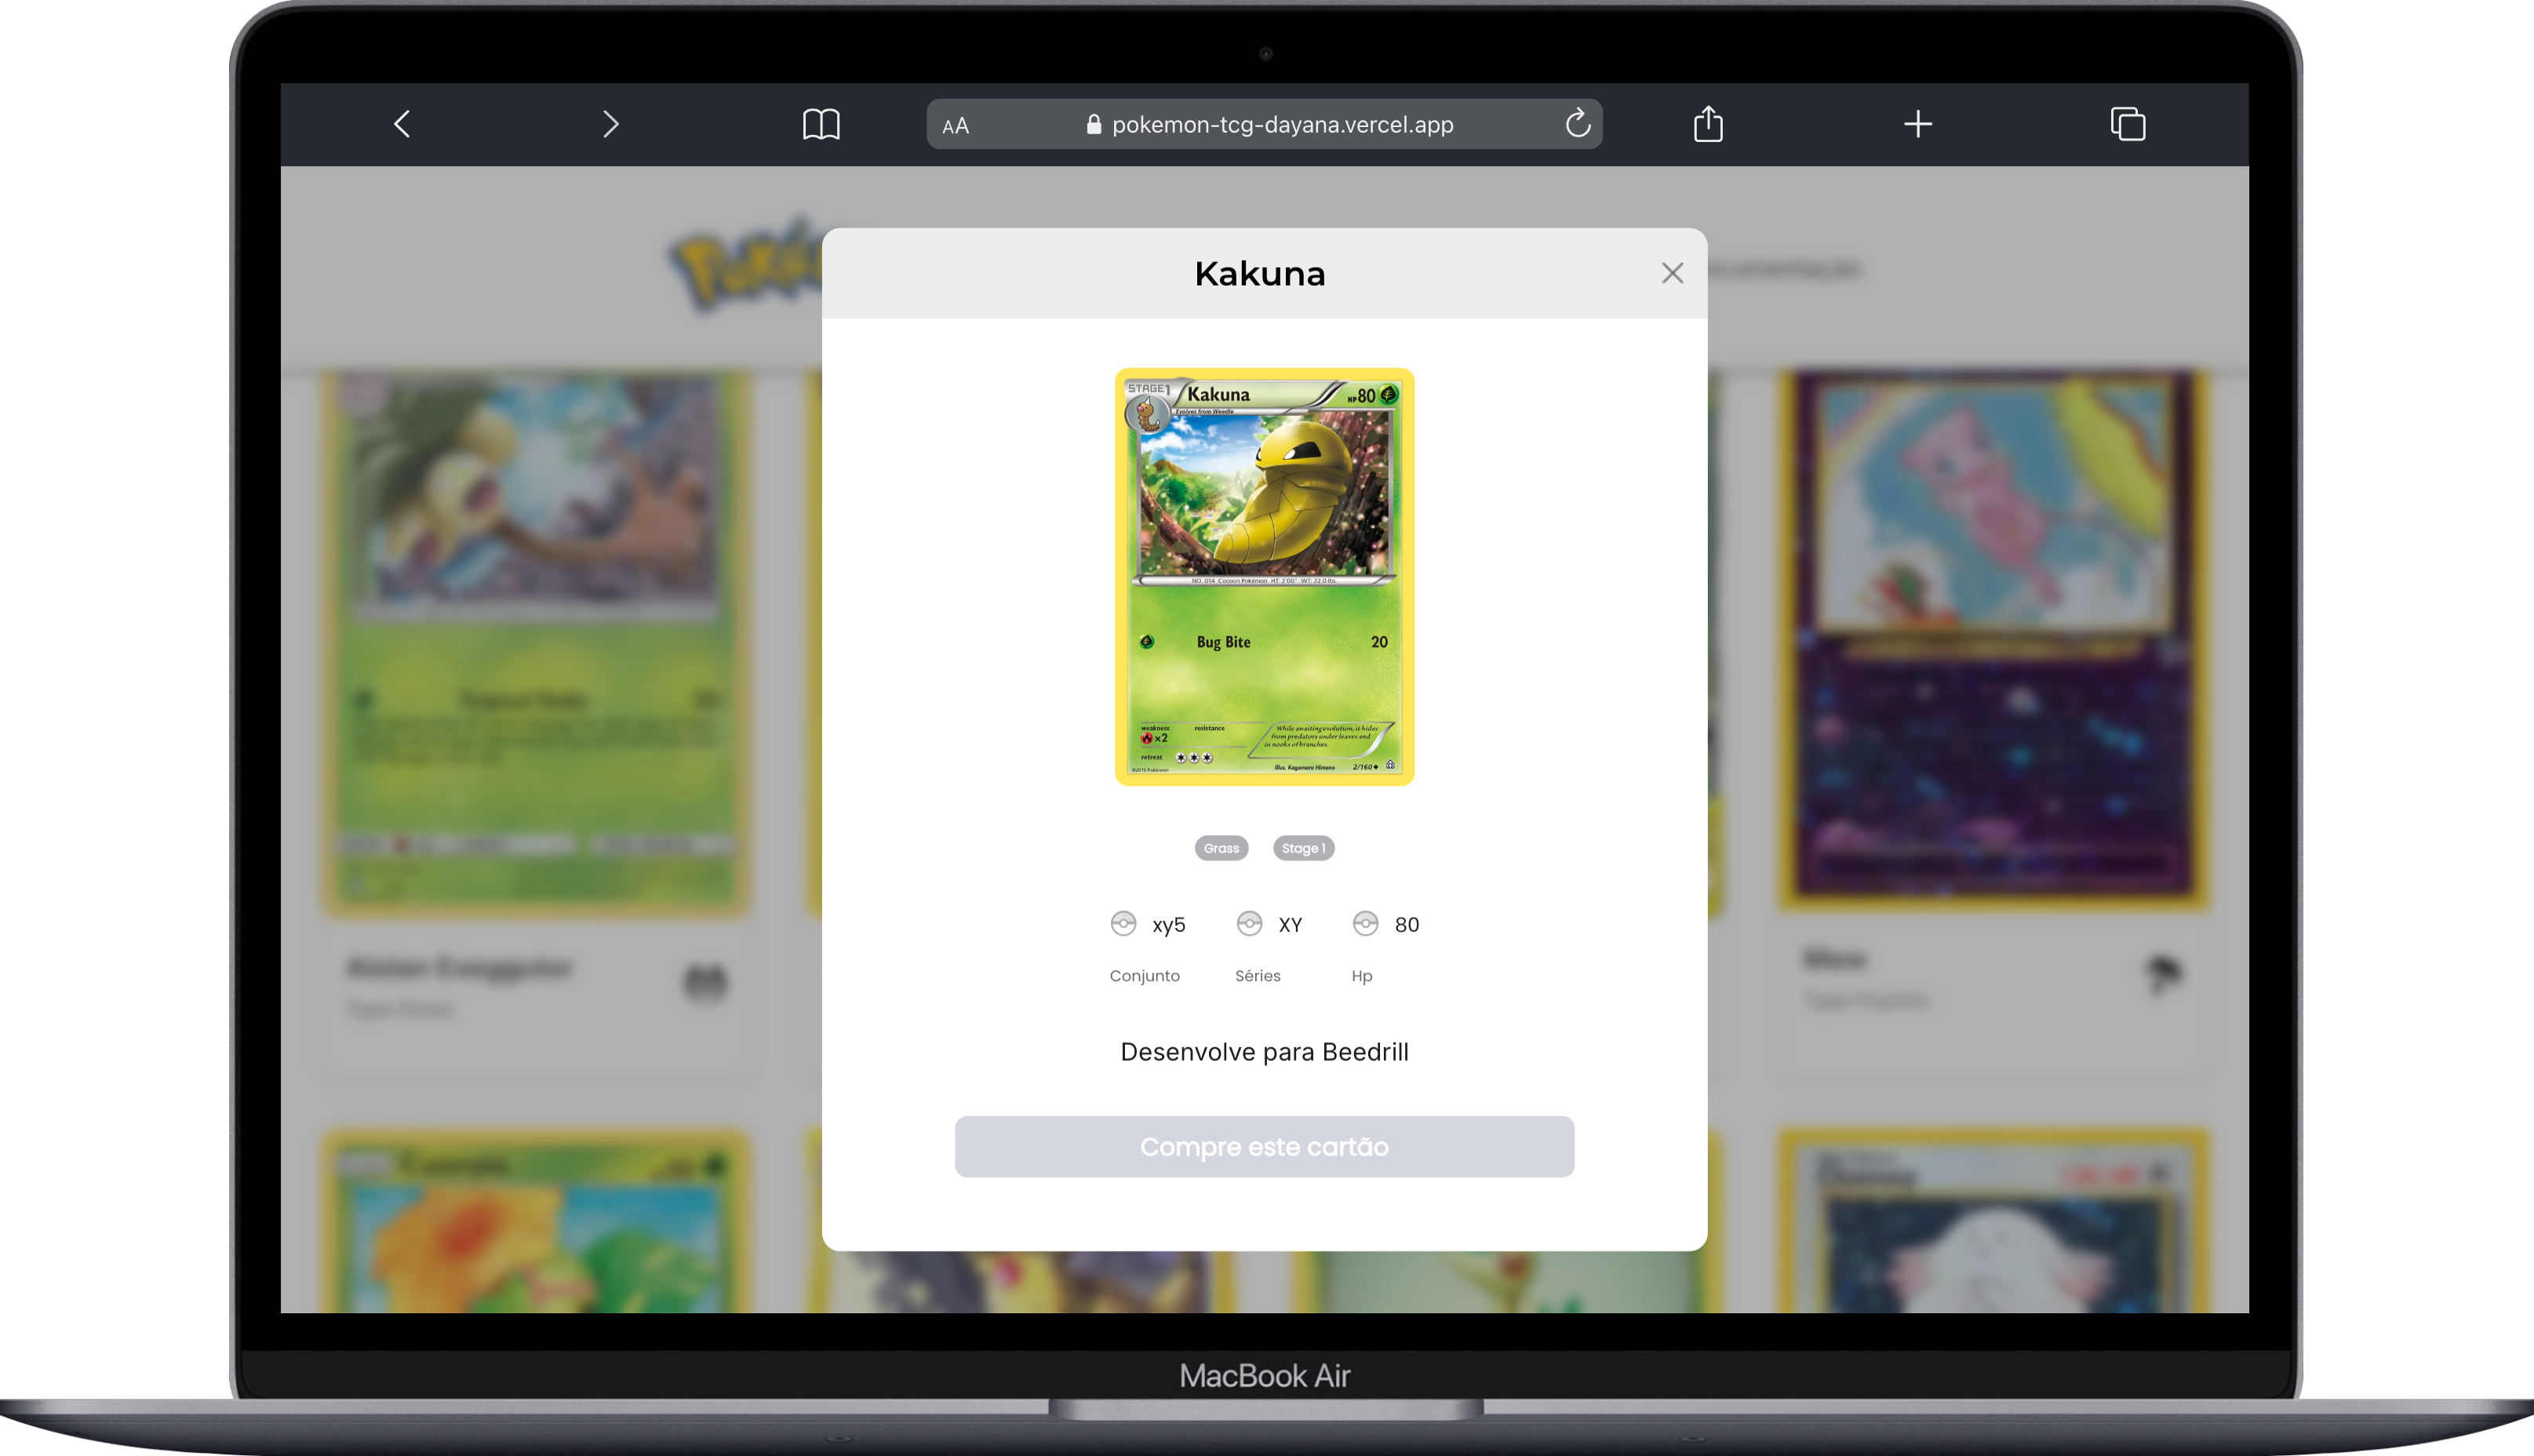 AA pokemon-tcg-dayana.vercel.app
Kakuna
STAGE1 Kakuna HP80
Evolves from Weedle
NO. 014 Cocoon Pokémon HT: 2'00" WT: 22.0 lbs.
Bug Bite 20
weakness resistance
×2
While awaiting evolution, it hides
from predators under leaves and
in nooks of branches.
retreat
©2015 Pokémon Illus. Kagemaru Himeno 2/160
Grass Stage 1
xy5 XY 80
Conjunto Séries Hp
Alolan Exeggutor Mew
Desenvolve para Beedrill
Compre este cartão
MacBook Air